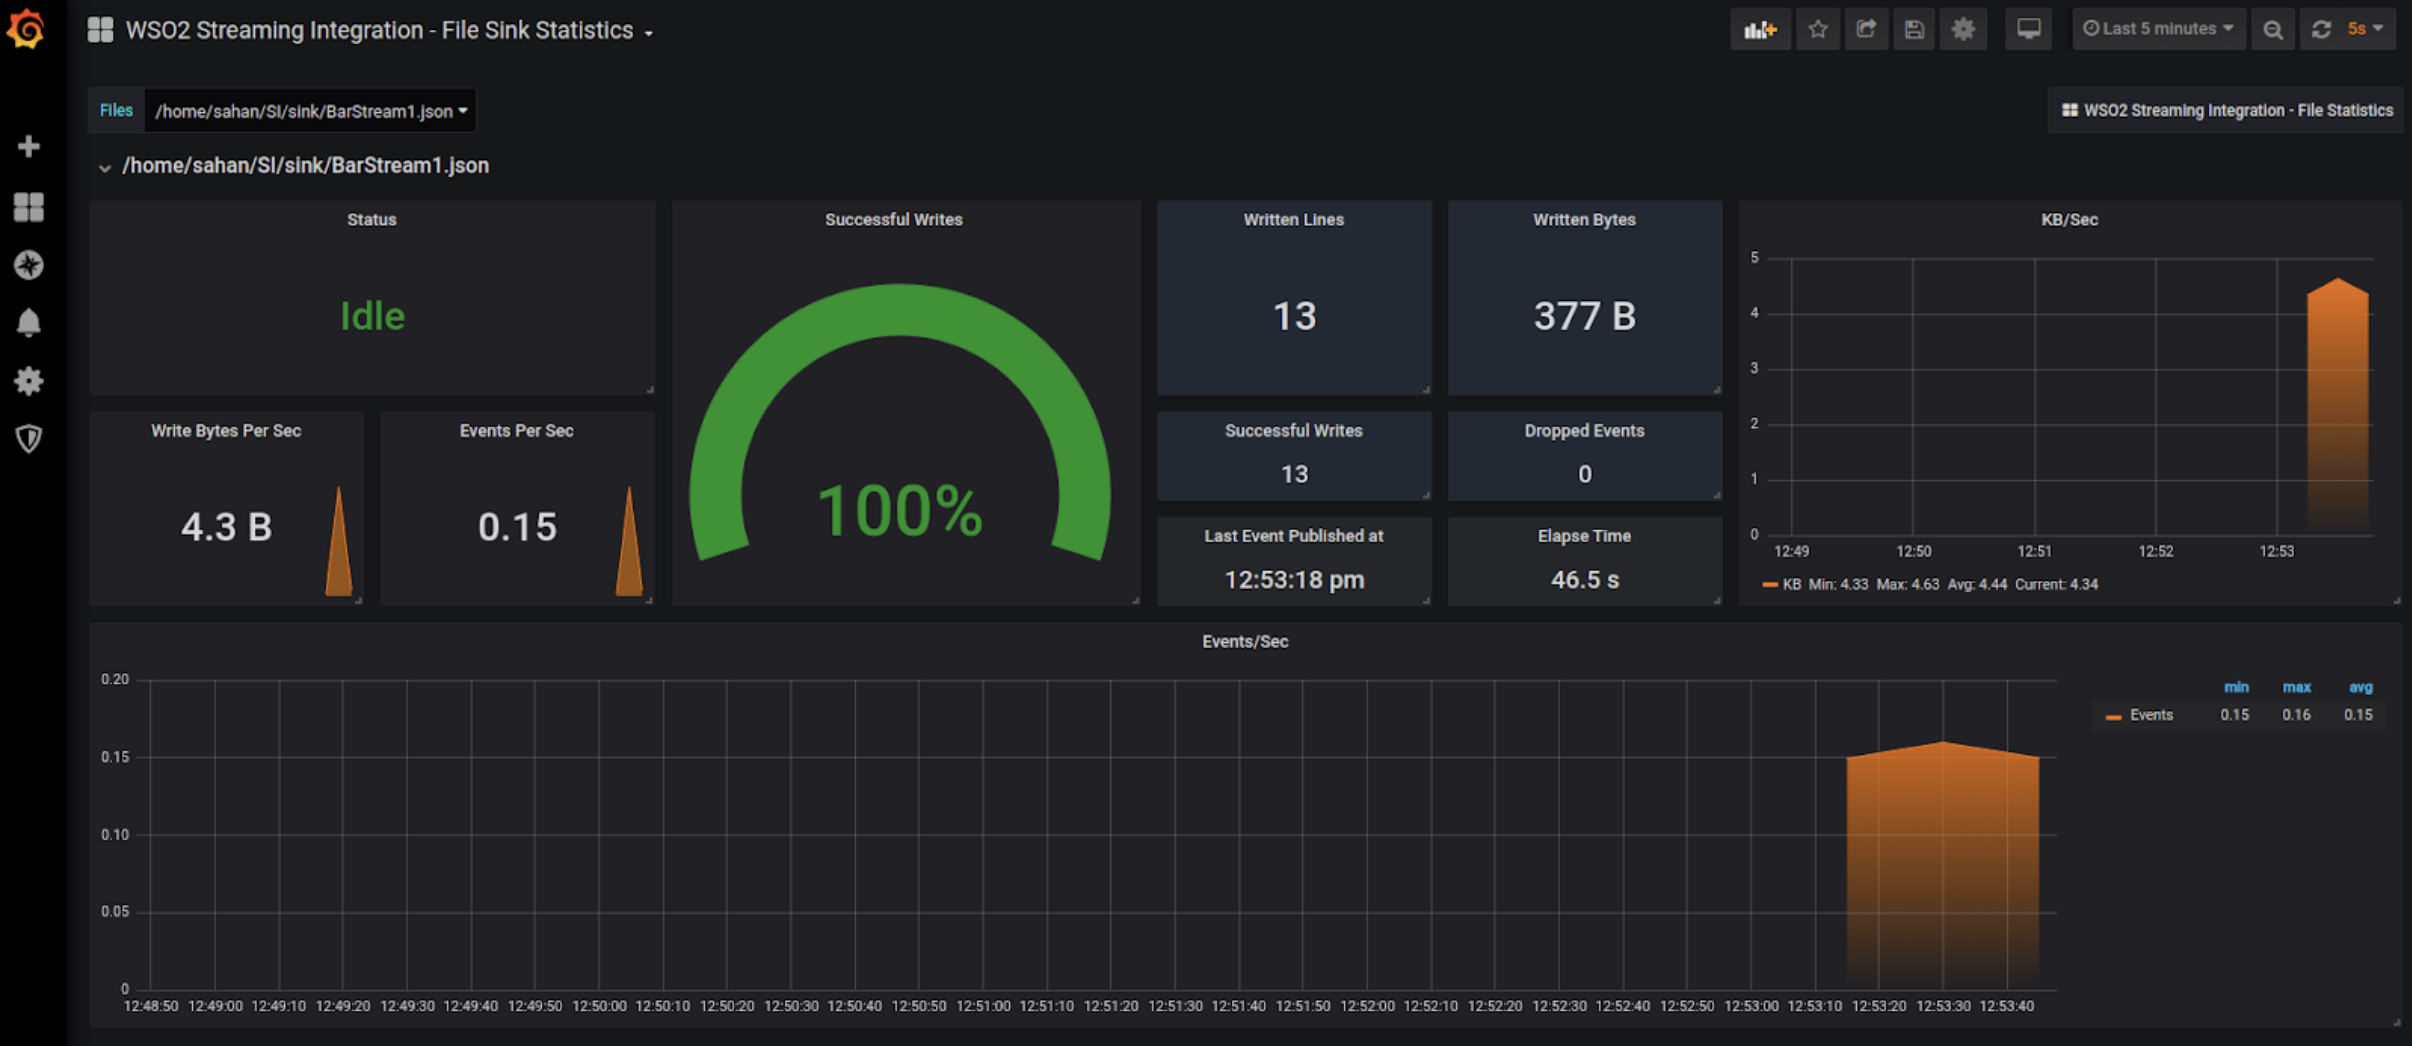 WSO2 Streaming Integration - File Sink Statistics
Last 5 minutes
5s
Files
/home/sahan/SI/sink/BarStream1.json
WSO2 Streaming Integration - File Statistics
/home/sahan/SI/sink/BarStream1.json
Status
Idle
Write Bytes Per Sec
4.3 B
Events Per Sec
0.15
Successful Writes
100%
Written Lines
13
Written Bytes
377 B
Successful Writes
13
Dropped Events
0
Last Event Published at
12:53:18 pm
Elapse Time
46.5 s
KB/Sec
5
4
3
2
1
0
12:49 12:50 12:51 12:52 12:53
KB Min: 4.33 Max: 4.63 Avg: 4.44 Current: 4.34
Events/Sec
0.20
0.15
0.10
0.05
0
12:48:50 12:49:00 12:49:10 12:49:20 12:49:30 12:49:40 12:49:50 12:50:00 12:50:10 12:50:20 12:50:30 12:50:40 12:50:50 12:51:00 12:51:10 12:51:20 12:51:30 12:51:40 12:51:50 12:52:00 12:52:10 12:52:20 12:52:30 12:52:40 12:52:50 12:53:00 12:53:10 12:53:20 12:53:30 12:53:40
min max avg
Events 0.15 0.16 0.15